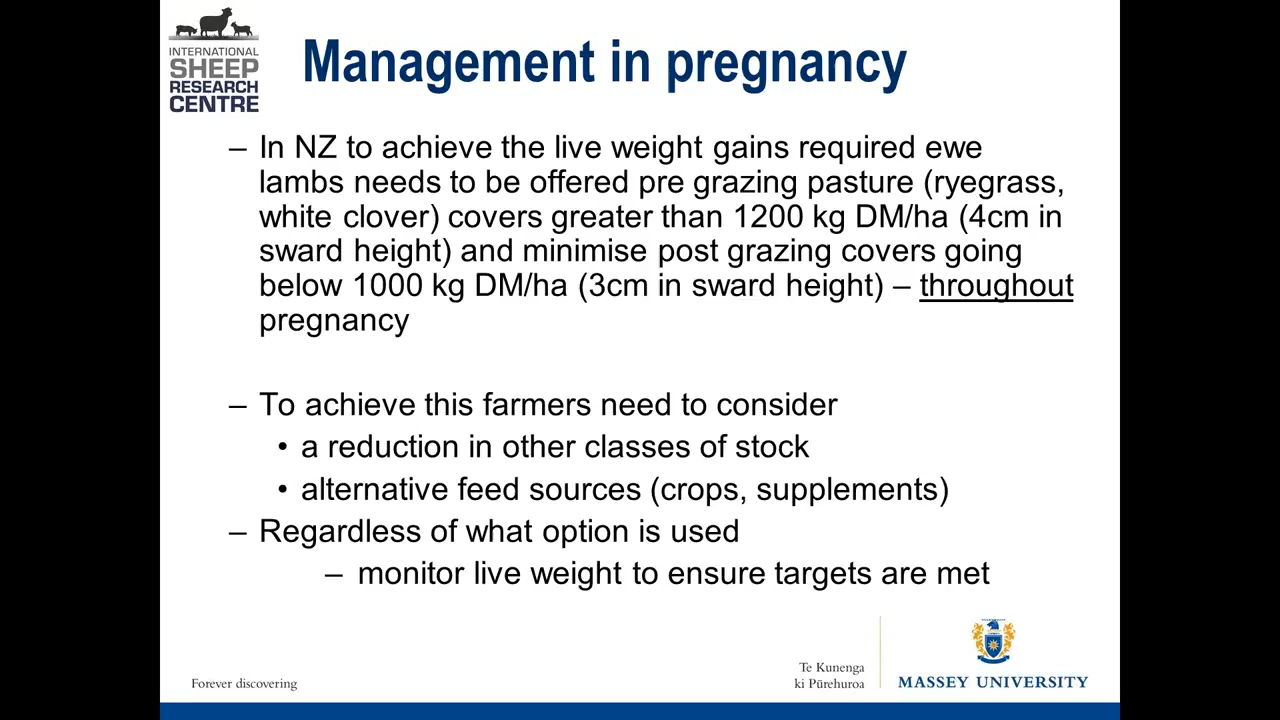 INTERNATIONAL
SHEEP
RESEARCH
CENTRE
Management in pregnancy
– In NZ to achieve the live weight gains required ewe
lambs needs to be offered pre grazing pasture (ryegrass,
white clover) covers greater than 1200 kg DM/ha (4cm in
sward height) and minimise post grazing covers going
below 1000 kg DM/ha (3cm in sward height) – throughout
pregnancy
– To achieve this farmers need to consider
• a reduction in other classes of stock
• alternative feed sources (crops, supplements)
– Regardless of what option is used
– monitor live weight to ensure targets are met
Forever discovering
Te Kunenga
ki Pūrehuroa
MASSEY UNIVERSITY